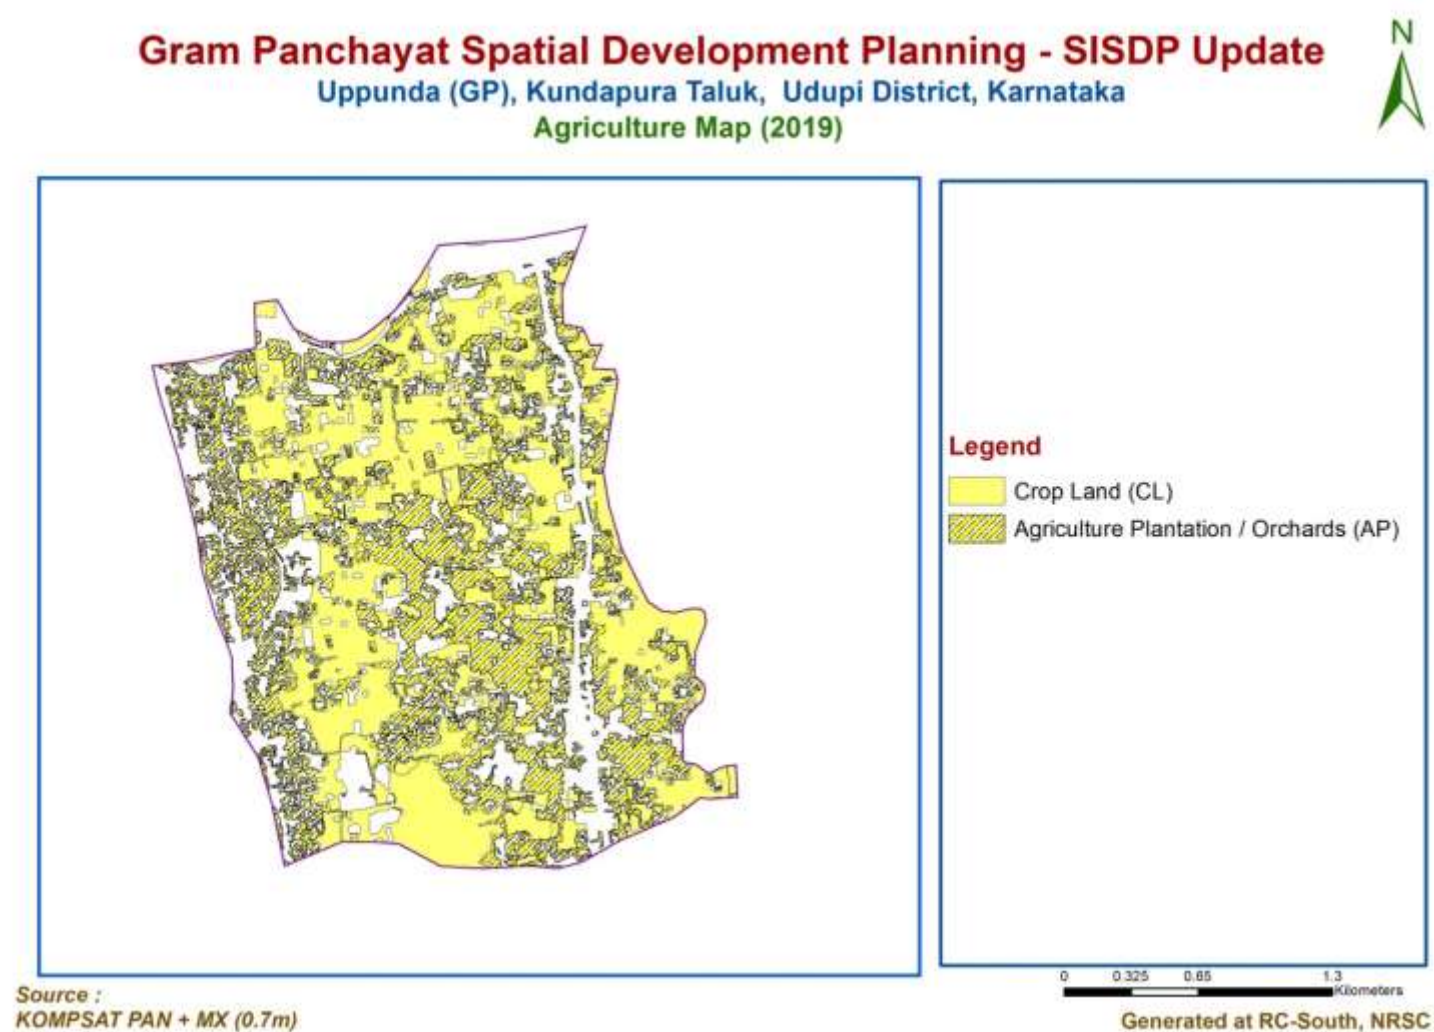 Gram Panchayat Spatial Development Planning - SISDP Update
Uppunda (GP), Kundapura Taluk, Udupi District, Karnataka
Agriculture Map (2019)
N
Legend
Crop Land (CL)
Agriculture Plantation / Orchards (AP)
0 0.325 0.65 1.3
Kilometers
Source :
KOMPSAT PAN + MX (0.7m)
Generated at RC-South, NRSC